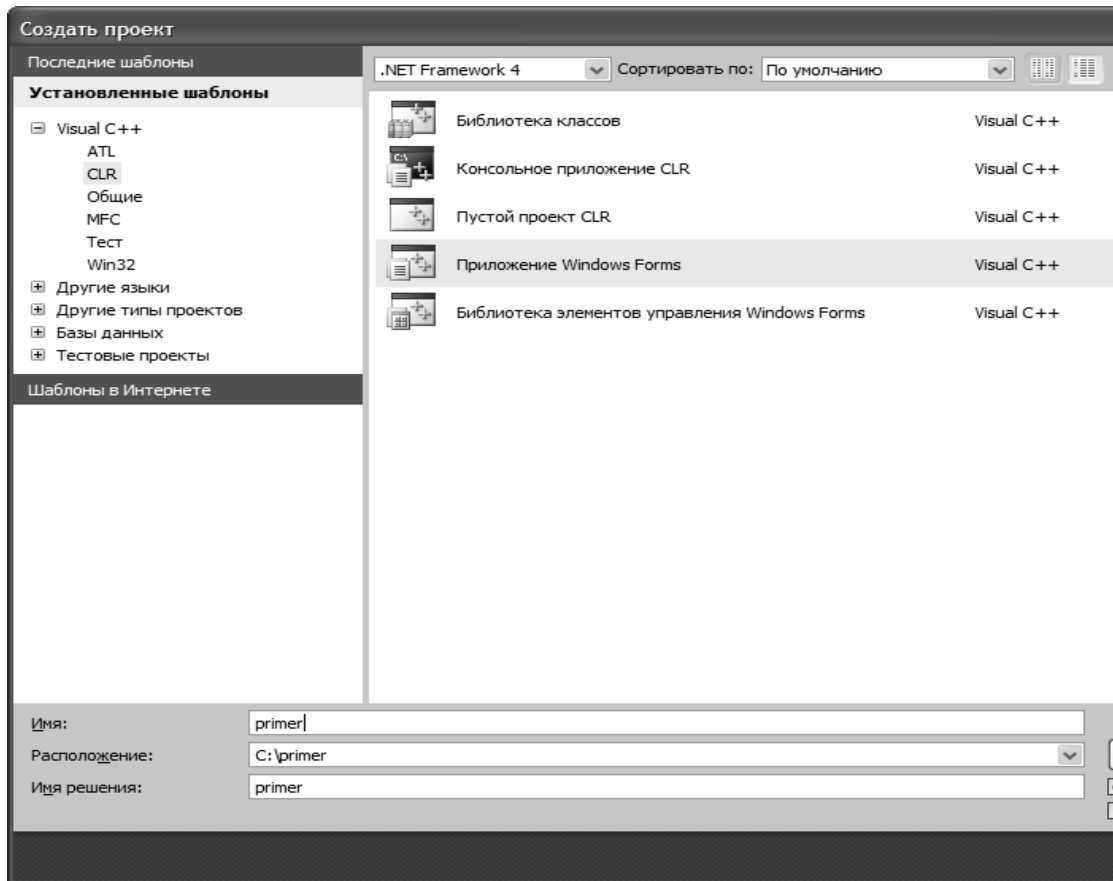 Создать проект
Последние шаблоны
Установленные шаблоны
Visual C++
ATL
CLR
Общие
MFC
Тест
Win32
Другие языки
Другие типы проектов
Базы данных
Тестовые проекты
Шаблоны в Интернете
.NET Framework 4 Сортировать по: По умолчанию
Библиотека классов Visual C++
Консольное приложение CLR Visual C++
Пустой проект CLR Visual C++
Приложение Windows Forms Visual C++
Библиотека элементов управления Windows Forms Visual C++
Имя: primer
Расположение: C:\primer
Имя решения: primer